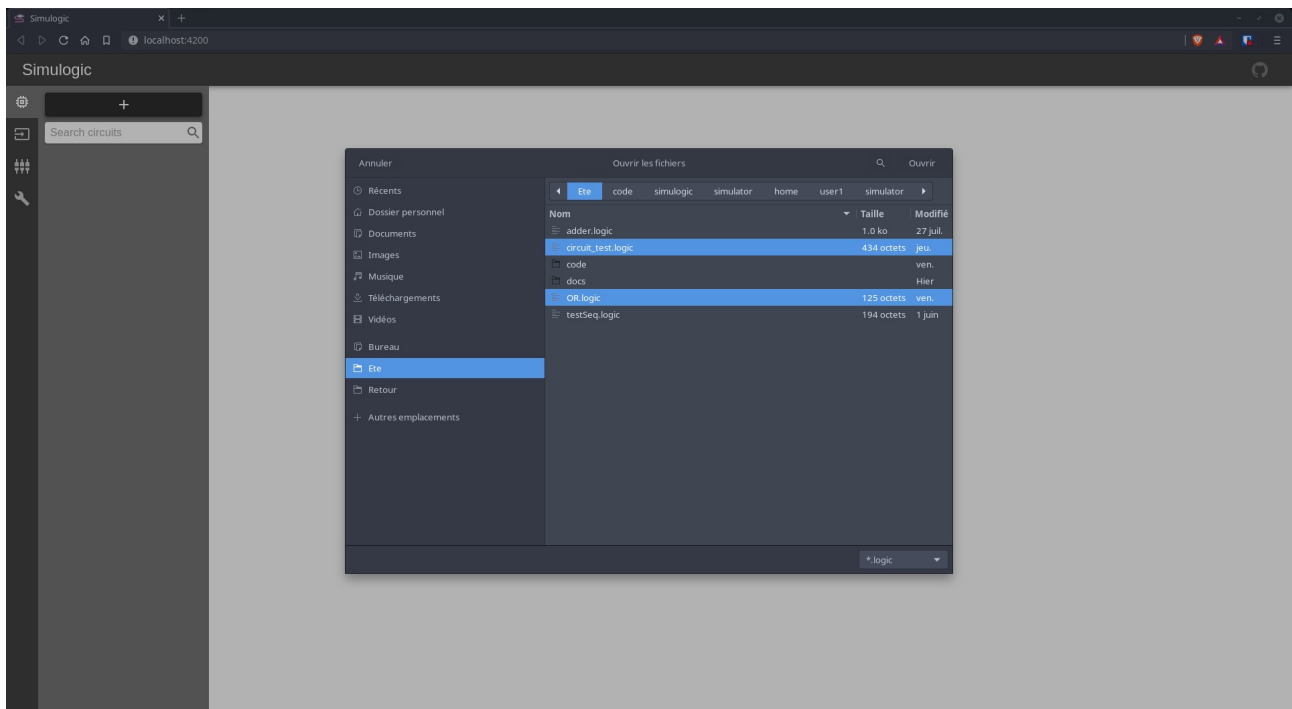 Simulogic
localhost:4200
Simulogic
+
Search circuits
Annuler Ouvrir les fichiers Ouvrir
Récents
Dossier personnel
Documents
Images
Musique
Téléchargements
Vidéos
Bureau
Ete
Retour
+ Autres emplacements
Ete code simulogic simulator home user1 simulator
Nom Taille Modifié
adder.logic 1.0 ko 27 juil.
circuit_test.logic 434 octets jeu.
code ven.
docs Hier
OR.logic 125 octets ven.
testSeq.logic 194 octets 1 juin
*.logic